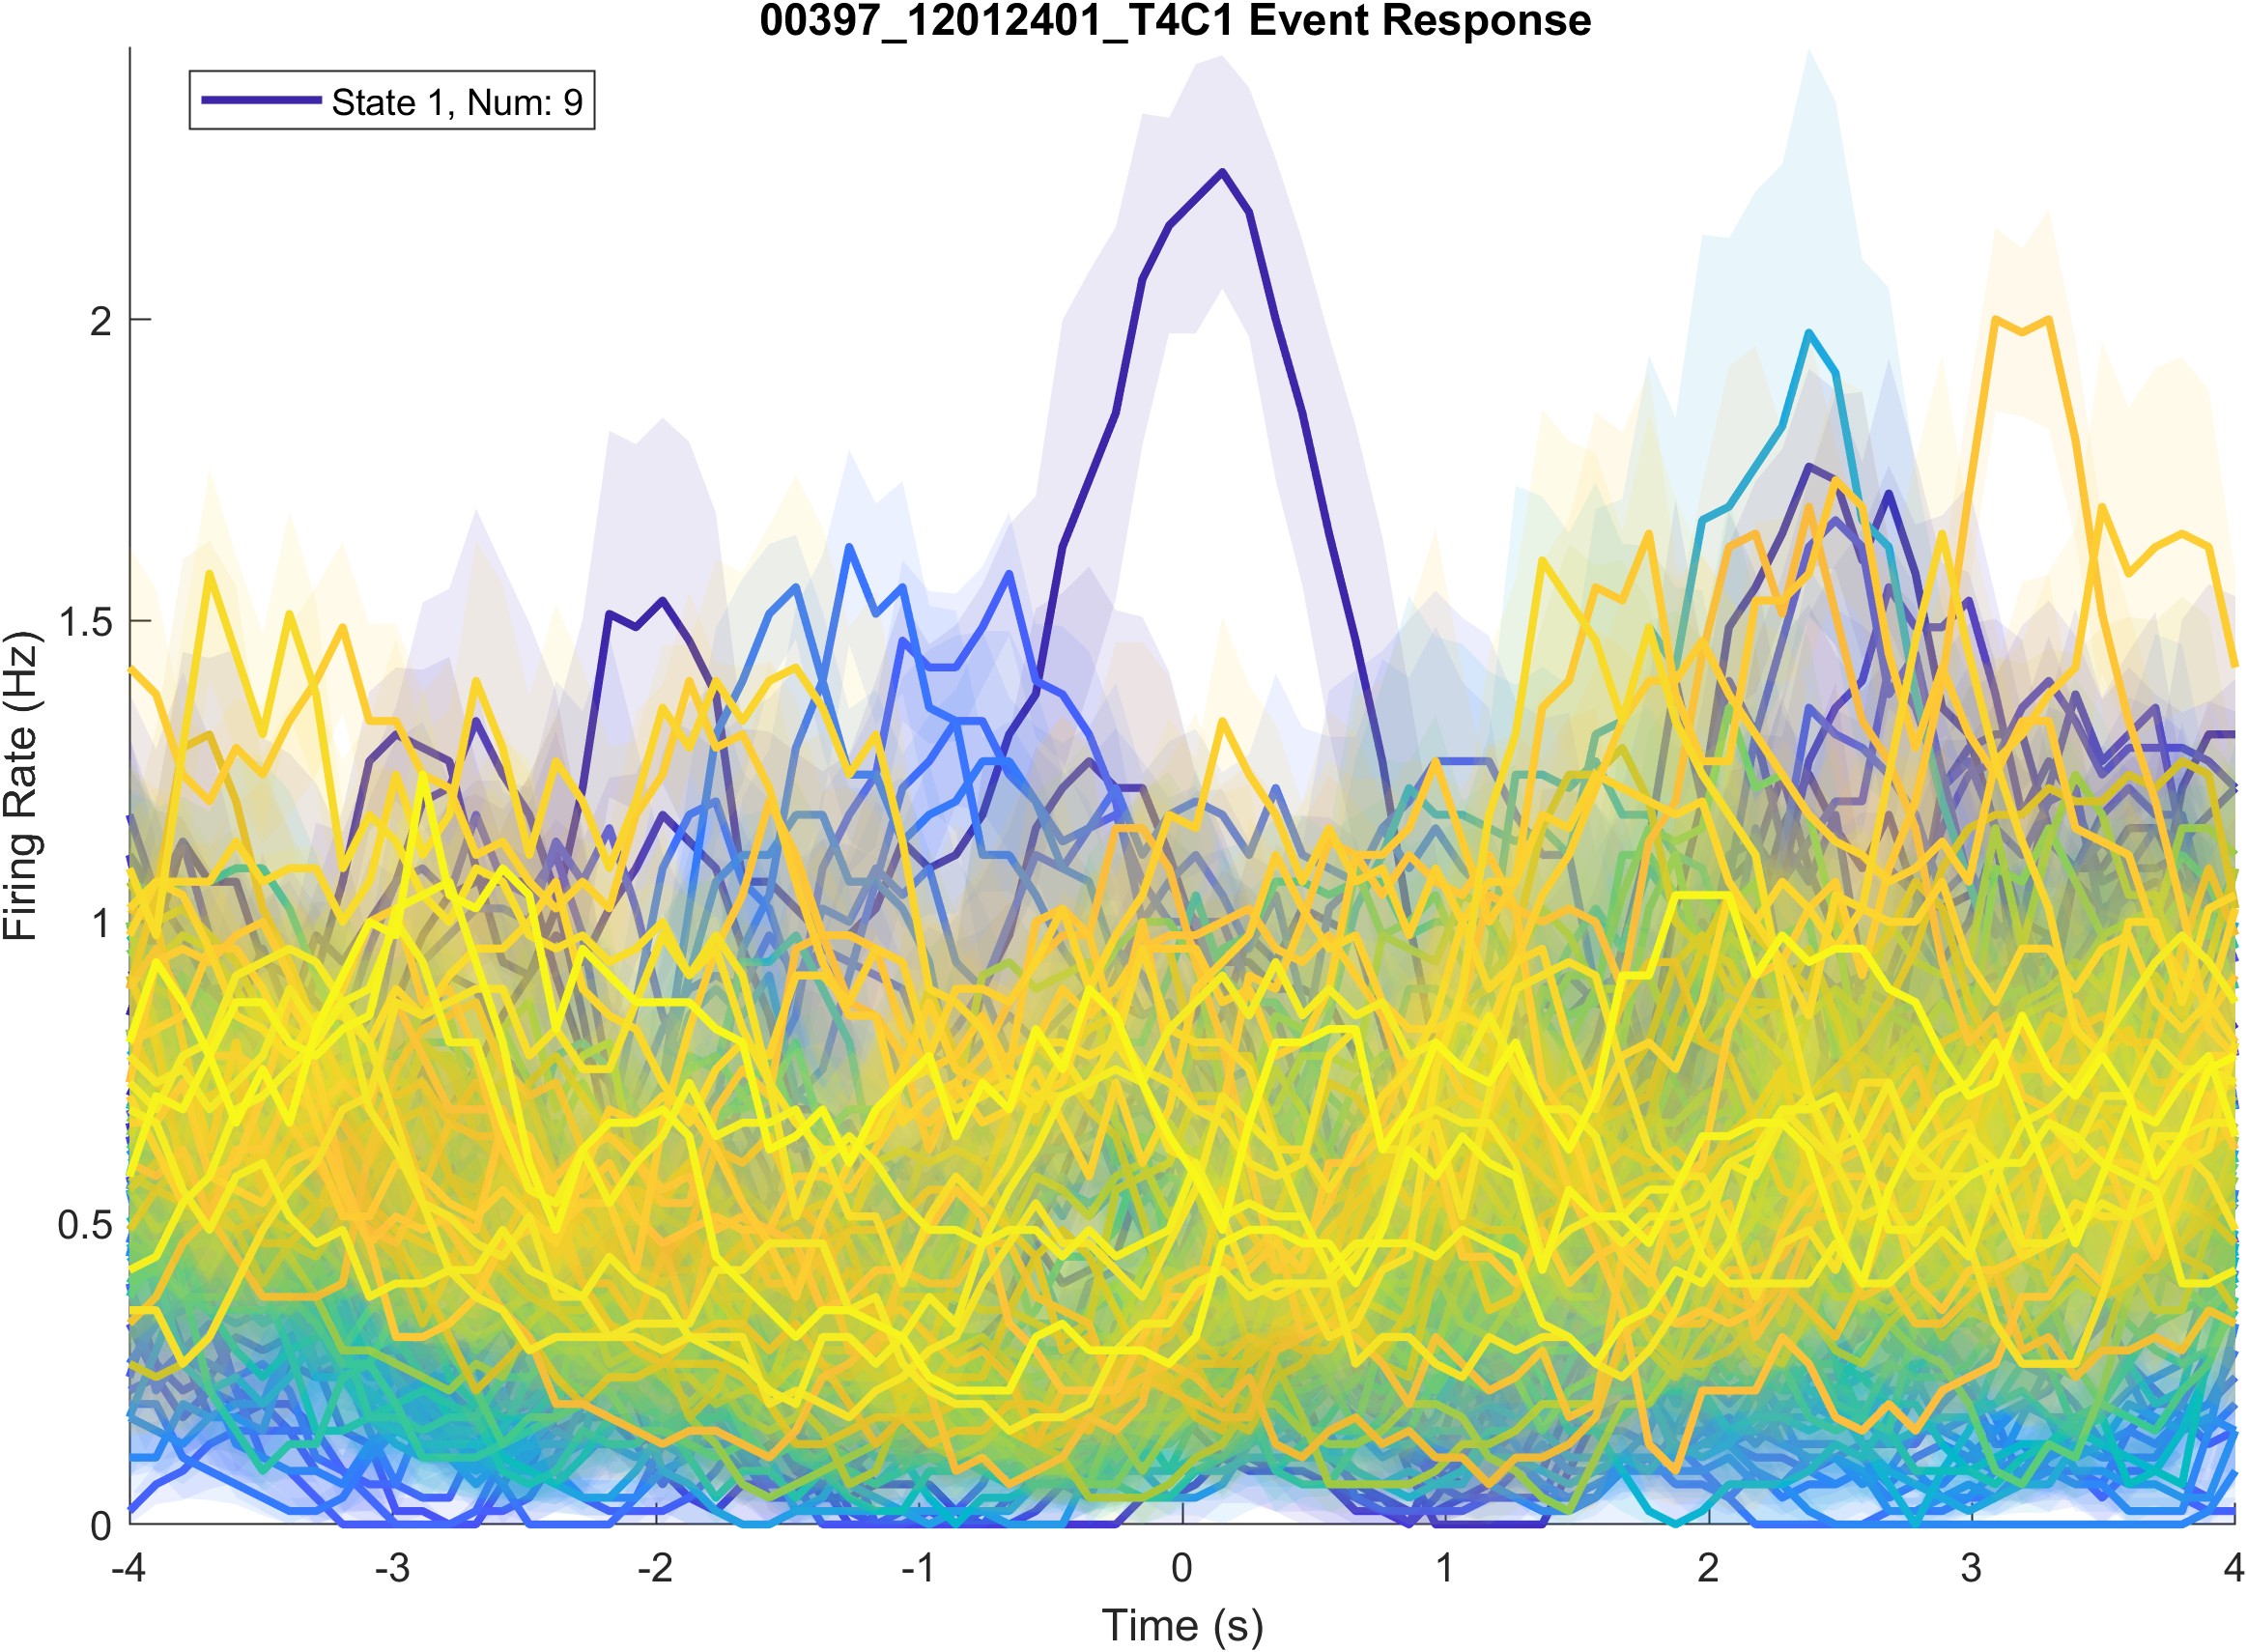 00397_12012401_T4C1 Event Response
State 1, Num: 9
Firing Rate (Hz)
2
1.5
1
0.5
0
-4 -3 -2 -1 0 1 2 3 4
Time (s)